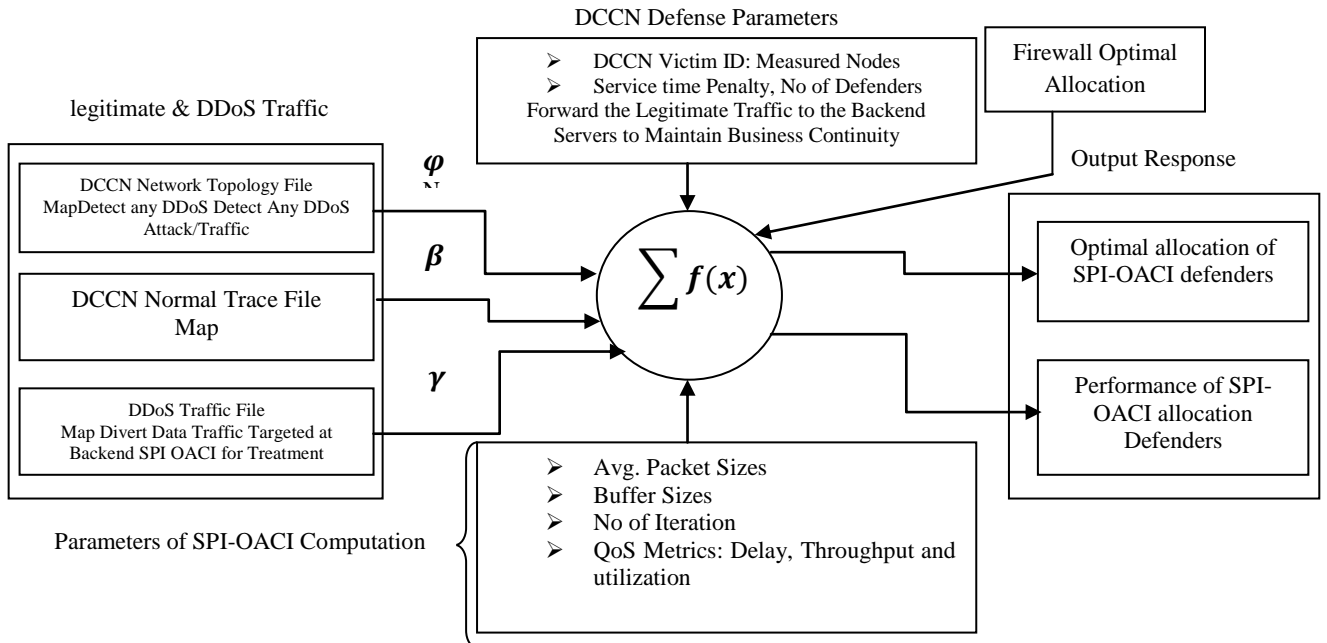 DCCN Defense Parameters
➢ DCCN Victim ID: Measured Nodes
➢ Service time Penalty, No of Defenders
Forward the Legitimate Traffic to the Backend
Servers to Maintain Business Continuity
Firewall Optimal
Allocation
legitimate & DDoS Traffic
DCCN Network Topology File
MapDetect any DDoS Detect Any DDoS
Attack/Traffic
DCCN Normal Trace File
Map
DDoS Traffic File
Map Divert Data Traffic Targeted at
Backend SPI OACI for Treatment
φ
β
γ
∑ f(x)
Output Response
Optimal allocation of
SPI-OACI defenders
Performance of SPI-
OACI allocation
Defenders
Parameters of SPI-OACI Computation
➢ Avg. Packet Sizes
➢ Buffer Sizes
➢ No of Iteration
➢ QoS Metrics: Delay, Throughput and
utilization